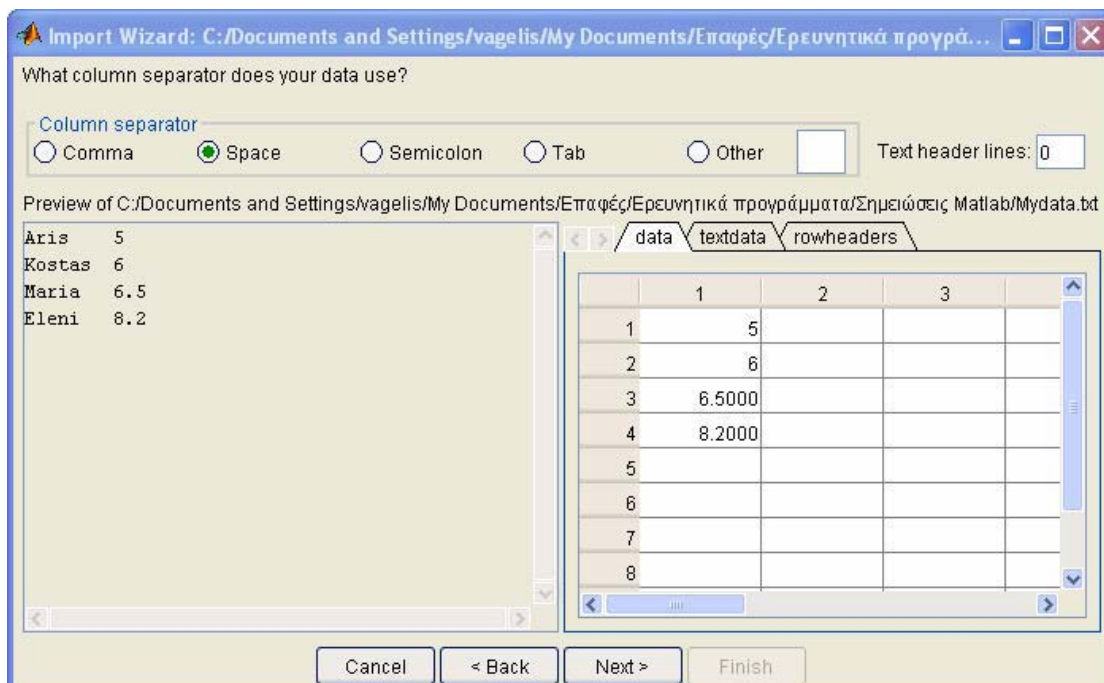 Import Wizard: C:/Documents and Settings/vagelis/My Documents/Επαφές/Ερευνητικά προγρά...
What column separator does your data use?
Column separator
Comma Space Semicolon Tab Other Text header lines: 0
Preview of C:/Documents and Settings/vagelis/My Documents/Επαφές/Ερευνητικά προγράμματα/Σημειώσεις Matlab/Mydata.txt
Aris 5
Kostas 6
Maria 6.5
Eleni 8.2
data textdata rowheaders
1 2 3
1 5
2 6
3 6.5000
4 8.2000
5
6
7
8
Cancel < Back Next > Finish